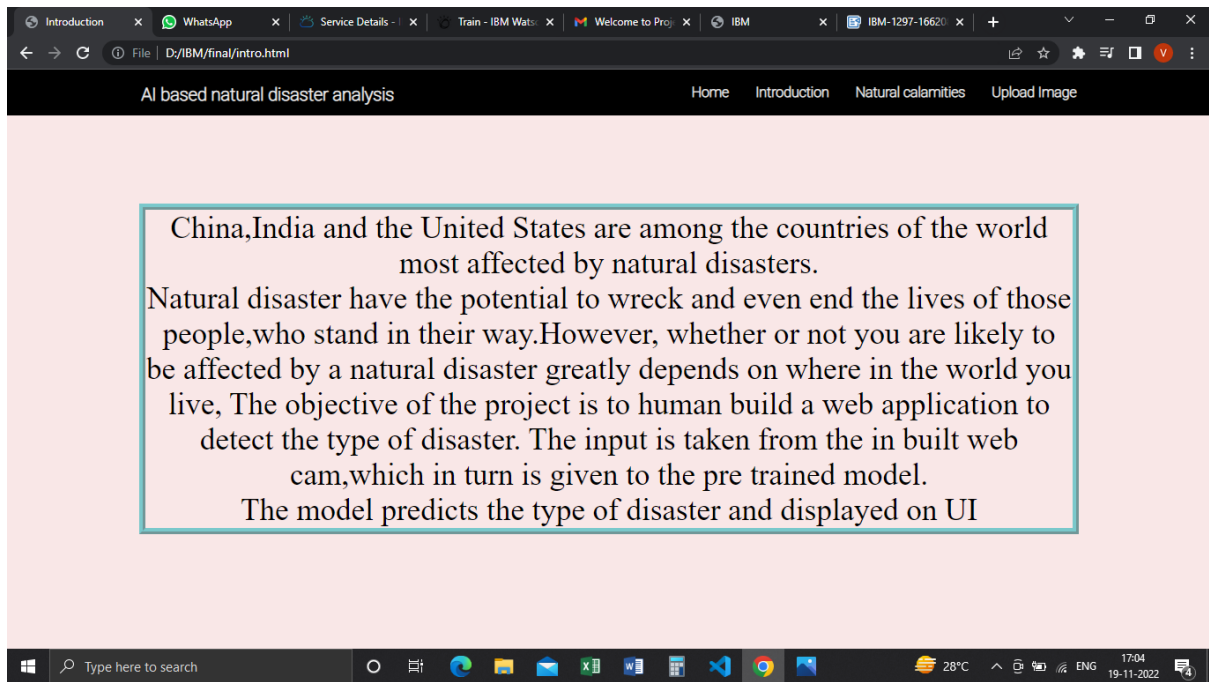 Introduction
WhatsApp
Service Details - I
Train - IBM Wats
Welcome to Proj
IBM
IBM-1297-16620
File
D:/IBM/final/intro.html
V
AI based natural disaster analysis
Home
Introduction
Natural calamities
Upload Image
China,India and the United States are among the countries of the world
most affected by natural disasters.
Natural disaster have the potential to wreck and even end the lives of those
people,who stand in their way.However, whether or not you are likely to
be affected by a natural disaster greatly depends on where in the world you
live, The objective of the project is to human build a web application to
detect the type of disaster. The input is taken from the in built web
cam,which in turn is given to the pre trained model.
The model predicts the type of disaster and displayed on UI
Type here to search
28°C
ENG
17:04
19-11-2022
4